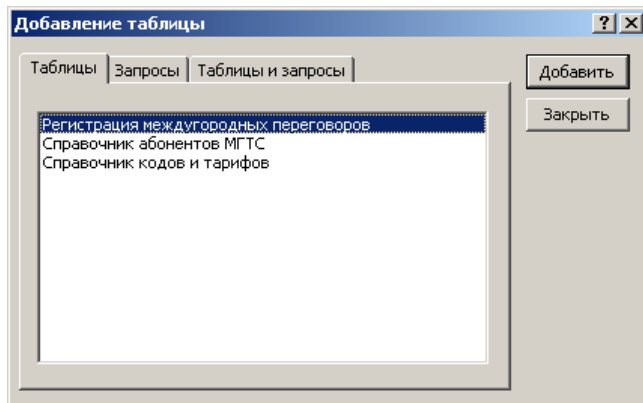 Добавление таблицы
Таблицы Запросы Таблицы и запросы
Добавить
Закрыть
Регистрация междугородных переговоров
Справочник абонентов МГТС
Справочник кодов и тарифов